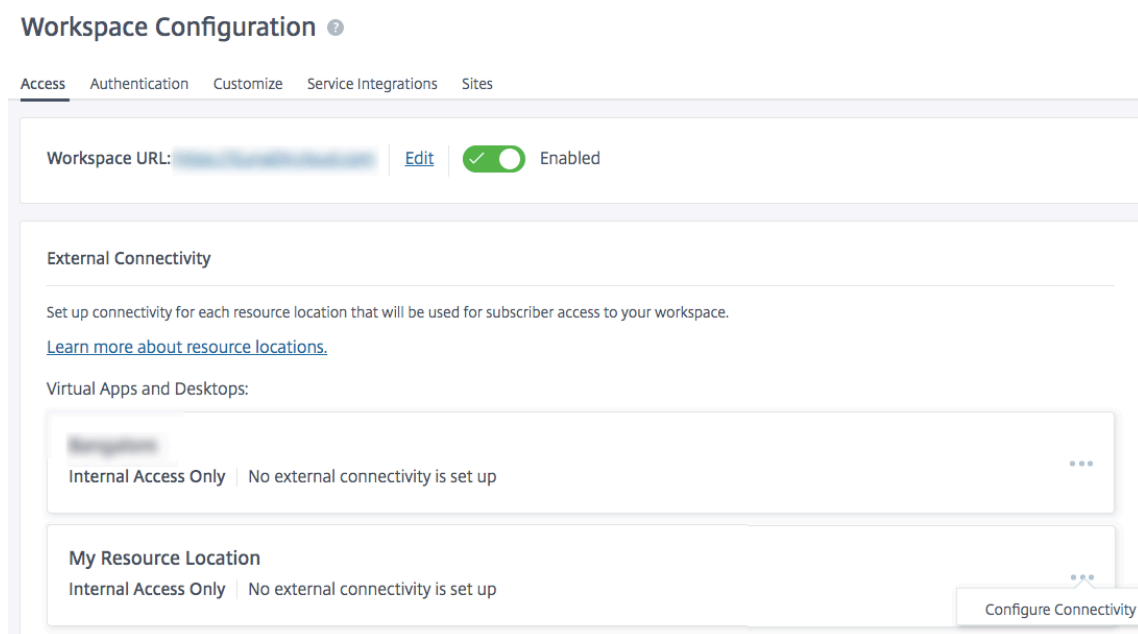 Workspace Configuration ?
Access Authentication Customize Service Integrations Sites
Workspace URL: Edit Enabled
External Connectivity
Set up connectivity for each resource location that will be used for subscriber access to your workspace.
Learn more about resource locations.
Virtual Apps and Desktops:
Internal Access Only No external connectivity is set up
My Resource Location
Internal Access Only No external connectivity is set up
Configure Connectivity